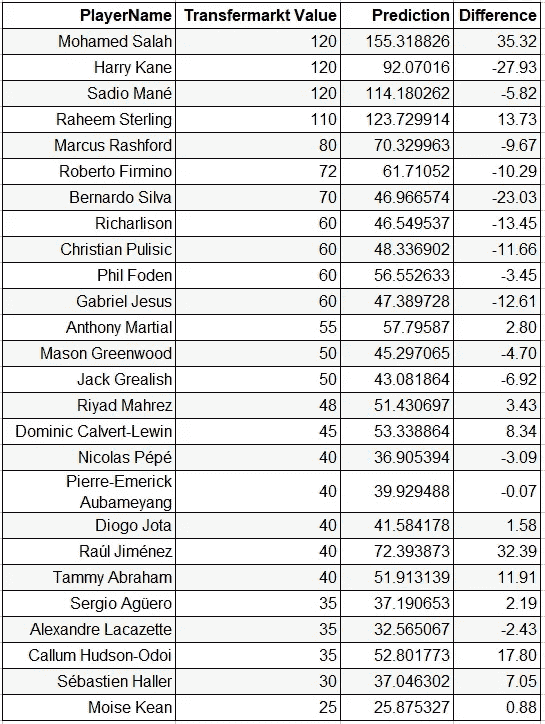 PlayerName Transfermarkt Value Prediction Difference
Mohamed Salah 120 155.318826 35.32
Harry Kane 120 92.07016 -27.93
Sadio Mané 120 114.180262 -5.82
Raheem Sterling 110 123.729914 13.73
Marcus Rashford 80 70.329963 -9.67
Roberto Firmino 72 61.71052 -10.29
Bernardo Silva 70 46.966574 -23.03
Richarlison 60 46.549537 -13.45
Christian Pulisic 60 48.336902 -11.66
Phil Foden 60 56.552633 -3.45
Gabriel Jesus 60 47.389728 -12.61
Anthony Martial 55 57.79587 2.80
Mason Greenwood 50 45.297065 -4.70
Jack Grealish 50 43.081864 -6.92
Riyad Mahrez 48 51.430697 3.43
Dominic Calvert-Lewin 45 53.338864 8.34
Nicolas Pépé 40 36.905394 -3.09
Pierre-Emerick
Aubameyang 40 39.929488 -0.07
Diogo Jota 40 41.584178 1.58
Raúl Jiménez 40 72.393873 32.39
Tammy Abraham 40 51.913139 11.91
Sergio Agüero 35 37.190653 2.19
Alexandre Lacazette 35 32.565067 -2.43
Callum Hudson-Odoi 35 52.801773 17.80
Sébastien Haller 30 37.046302 7.05
Moise Kean 25 25.875327 0.88